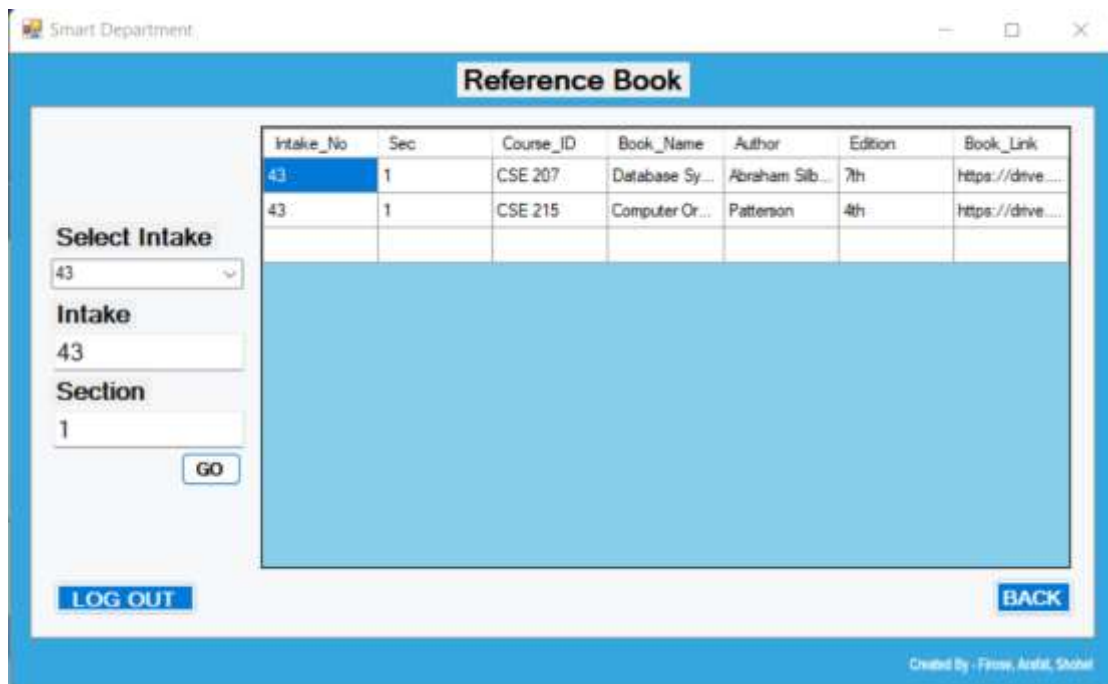 Smart Department
Reference Book
Intake_No Sec Course_ID Book_Name Author Edition Book_Link
43 1 CSE 207 Database Sy... Abraham Silb... 7th https://drive....
43 1 CSE 215 Computer Or... Patterson 4th https://drive....
Select Intake
43
Intake
43
Section
1
GO
LOG OUT
BACK
Created By - Firose, Arafat, Shohel